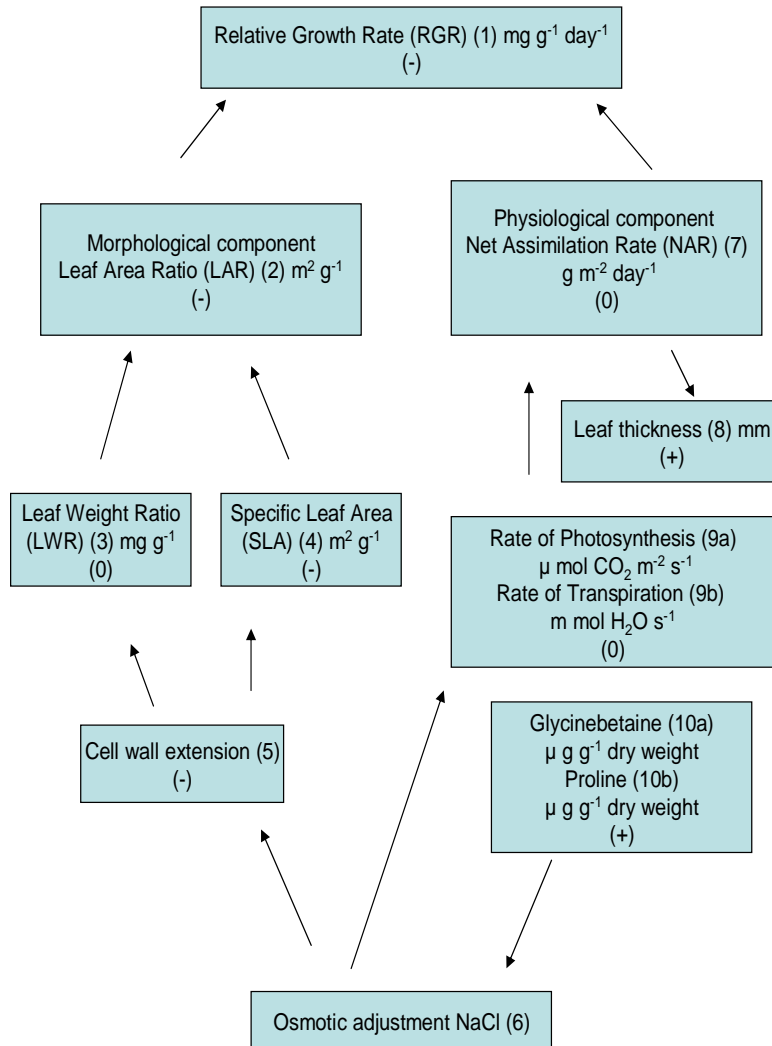 Relative Growth Rate (RGR) (1) mg g⁻¹ day⁻¹
(-)
Morphological component
Leaf Area Ratio (LAR) (2) m² g⁻¹
(-)
Physiological component
Net Assimilation Rate (NAR) (7)
g m⁻² day⁻¹
(0)
Leaf thickness (8) mm
(+)
Leaf Weight Ratio
(LWR) (3) mg g⁻¹
(0)
Specific Leaf Area
(SLA) (4) m² g⁻¹
(-)
Rate of Photosynthesis (9a)
µ mol CO₂ m⁻² s⁻¹
Rate of Transpiration (9b)
m mol H₂O s⁻¹
(0)
Cell wall extension (5)
(-)
Glycinebetaine (10a)
µ g g⁻¹ dry weight
Proline (10b)
µ g g⁻¹ dry weight
(+)
Osmotic adjustment NaCl (6)